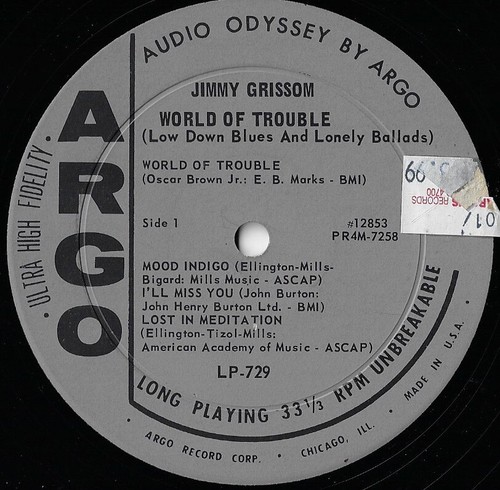 AUDIO ODYSSEY BY ARGO
ARGO
· ULTRA HIGH FIDELITY ·
JIMMY GRISSOM
WORLD OF TROUBLE
(Low Down Blues And Lonely Ballads)
WORLD OF TROUBLE
(Oscar Brown Jr.: E. B. Marks - BMI)
Side 1
#12853
PR4M-7258
MOOD INDIGO (Ellington-Mills-
Bigard: Mills Music - ASCAP)
I'LL MISS YOU (John Burton:
John Henry Burton Ltd. - BMI)
LOST IN MEDITATION
(Ellington-Tizol-Mills:
American Academy of Music - ASCAP)
LP-729
LONG PLAYING 33 1/3 RPM UNBREAKABLE
· ARGO RECORD CORP. · CHICAGO, ILL. · MADE IN U.S.A. ·
RECORDS
4700